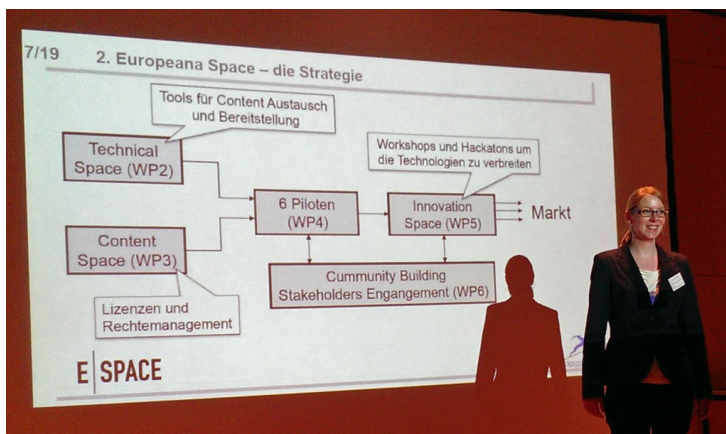 7/19
2. Europeana Space – die Strategie
Tools für Content Austausch
und Bereitstellung
Technical
Space (WP2)
Workshops und Hackatons um
die Technologien zu verbreiten
6 Piloten
(WP4)
Innovation
Space (WP5)
Markt
Content
Space (WP3)
Cummunity Building
Stakeholders Engangement (WP6)
Lizenzen und
Rechtemanagement
E SPACE